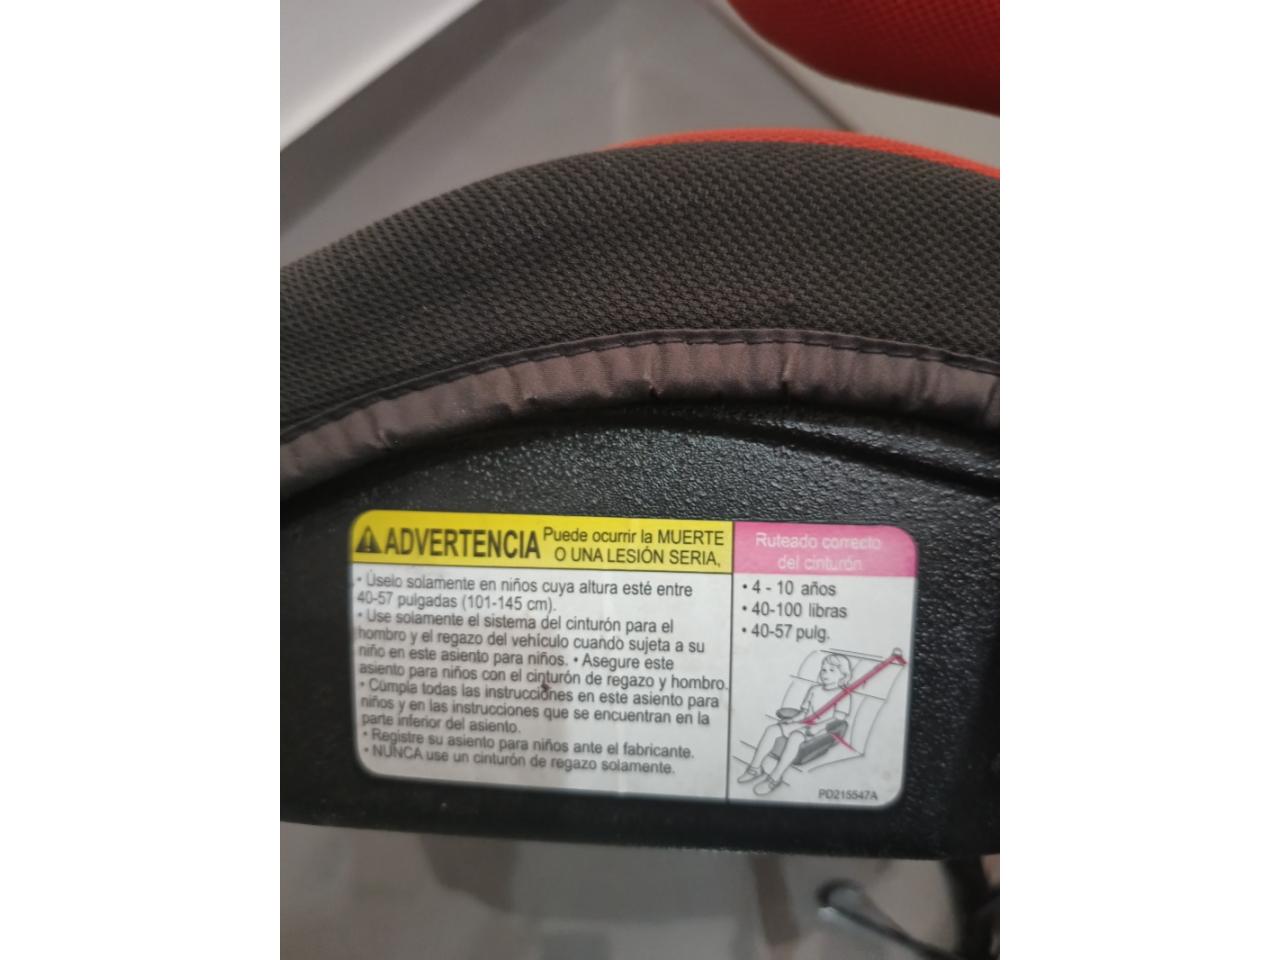 ADVERTENCIA Puede ocurrir la MUERTE
O UNA LESIÓN SERIA,
• Úselo solamente en niños cuya altura esté entre
40-57 pulgadas (101-145 cm).
• Use solamente el sistema del cinturón para el
hombro y el regazo del vehículo cuando sujeta a su
niño en este asiento para niños. • Asegure este
asiento para niños con el cinturón de regazo y hombro.
• Cúmpla todas las instrucciones en este asiento para
niños y en las instrucciones que se encuentran en la
parte inferior del asiento.
• Registre su asiento para niños ante el fabricante.
• NUNCA use un cinturón de regazo solamente.
Ruteado correcto
del cinturón
• 4 - 10 años
• 40-100 libras
• 40-57 pulg.
PD215547A